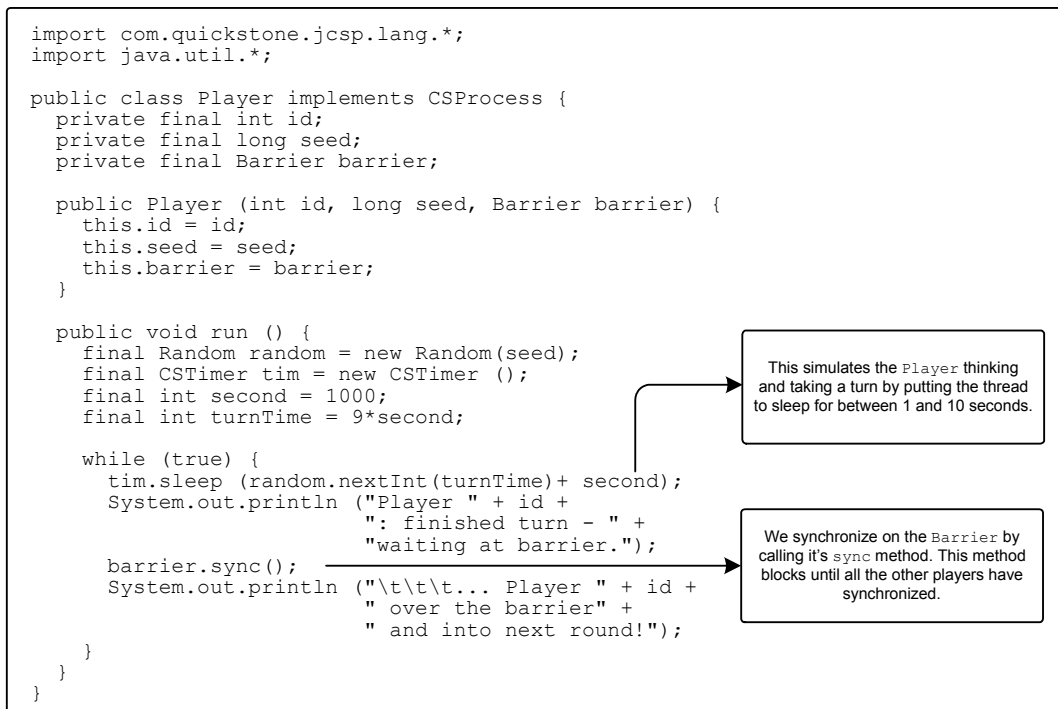 import com.quickstone.jcsp.lang.*;
import java.util.*;
public class Player implements CSProcess {
private final int id;
private final long seed;
private final Barrier barrier;
public Player (int id, long seed, Barrier barrier) {
this.id = id;
this.seed = seed;
this.barrier = barrier;
}
public void run () {
final Random random = new Random(seed);
final CSTimer tim = new CSTimer ();
final int second = 1000;
final int turnTime = 9*second;
while (true) {
tim.sleep (random.nextInt(turnTime)+ second);
System.out.println ("Player " + id +
": finished turn - " +
"waiting at barrier.");
barrier.sync();
System.out.println ("\t\t\t... Player " + id +
" over the barrier" +
" and into next round!");
}
}
}
This simulates the Player thinking
and taking a turn by putting the thread
to sleep for between 1 and 10 seconds.
We synchronize on the Barrier by
calling it's sync method. This method
blocks until all the other players have
synchronized.